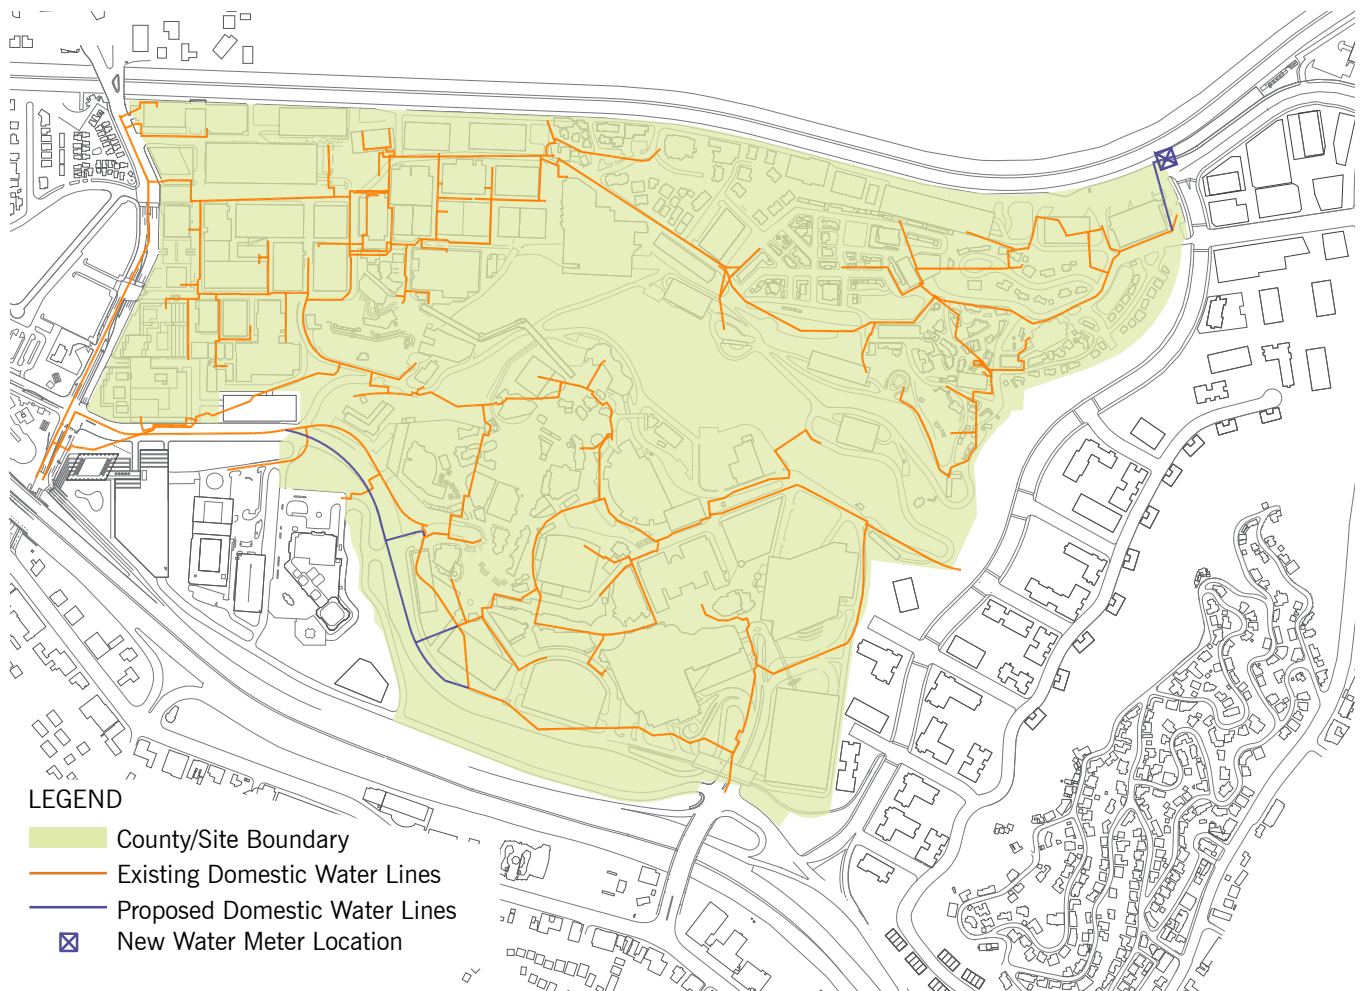 LEGEND
County/Site Boundary
Existing Domestic Water Lines
Proposed Domestic Water Lines
New Water Meter Location